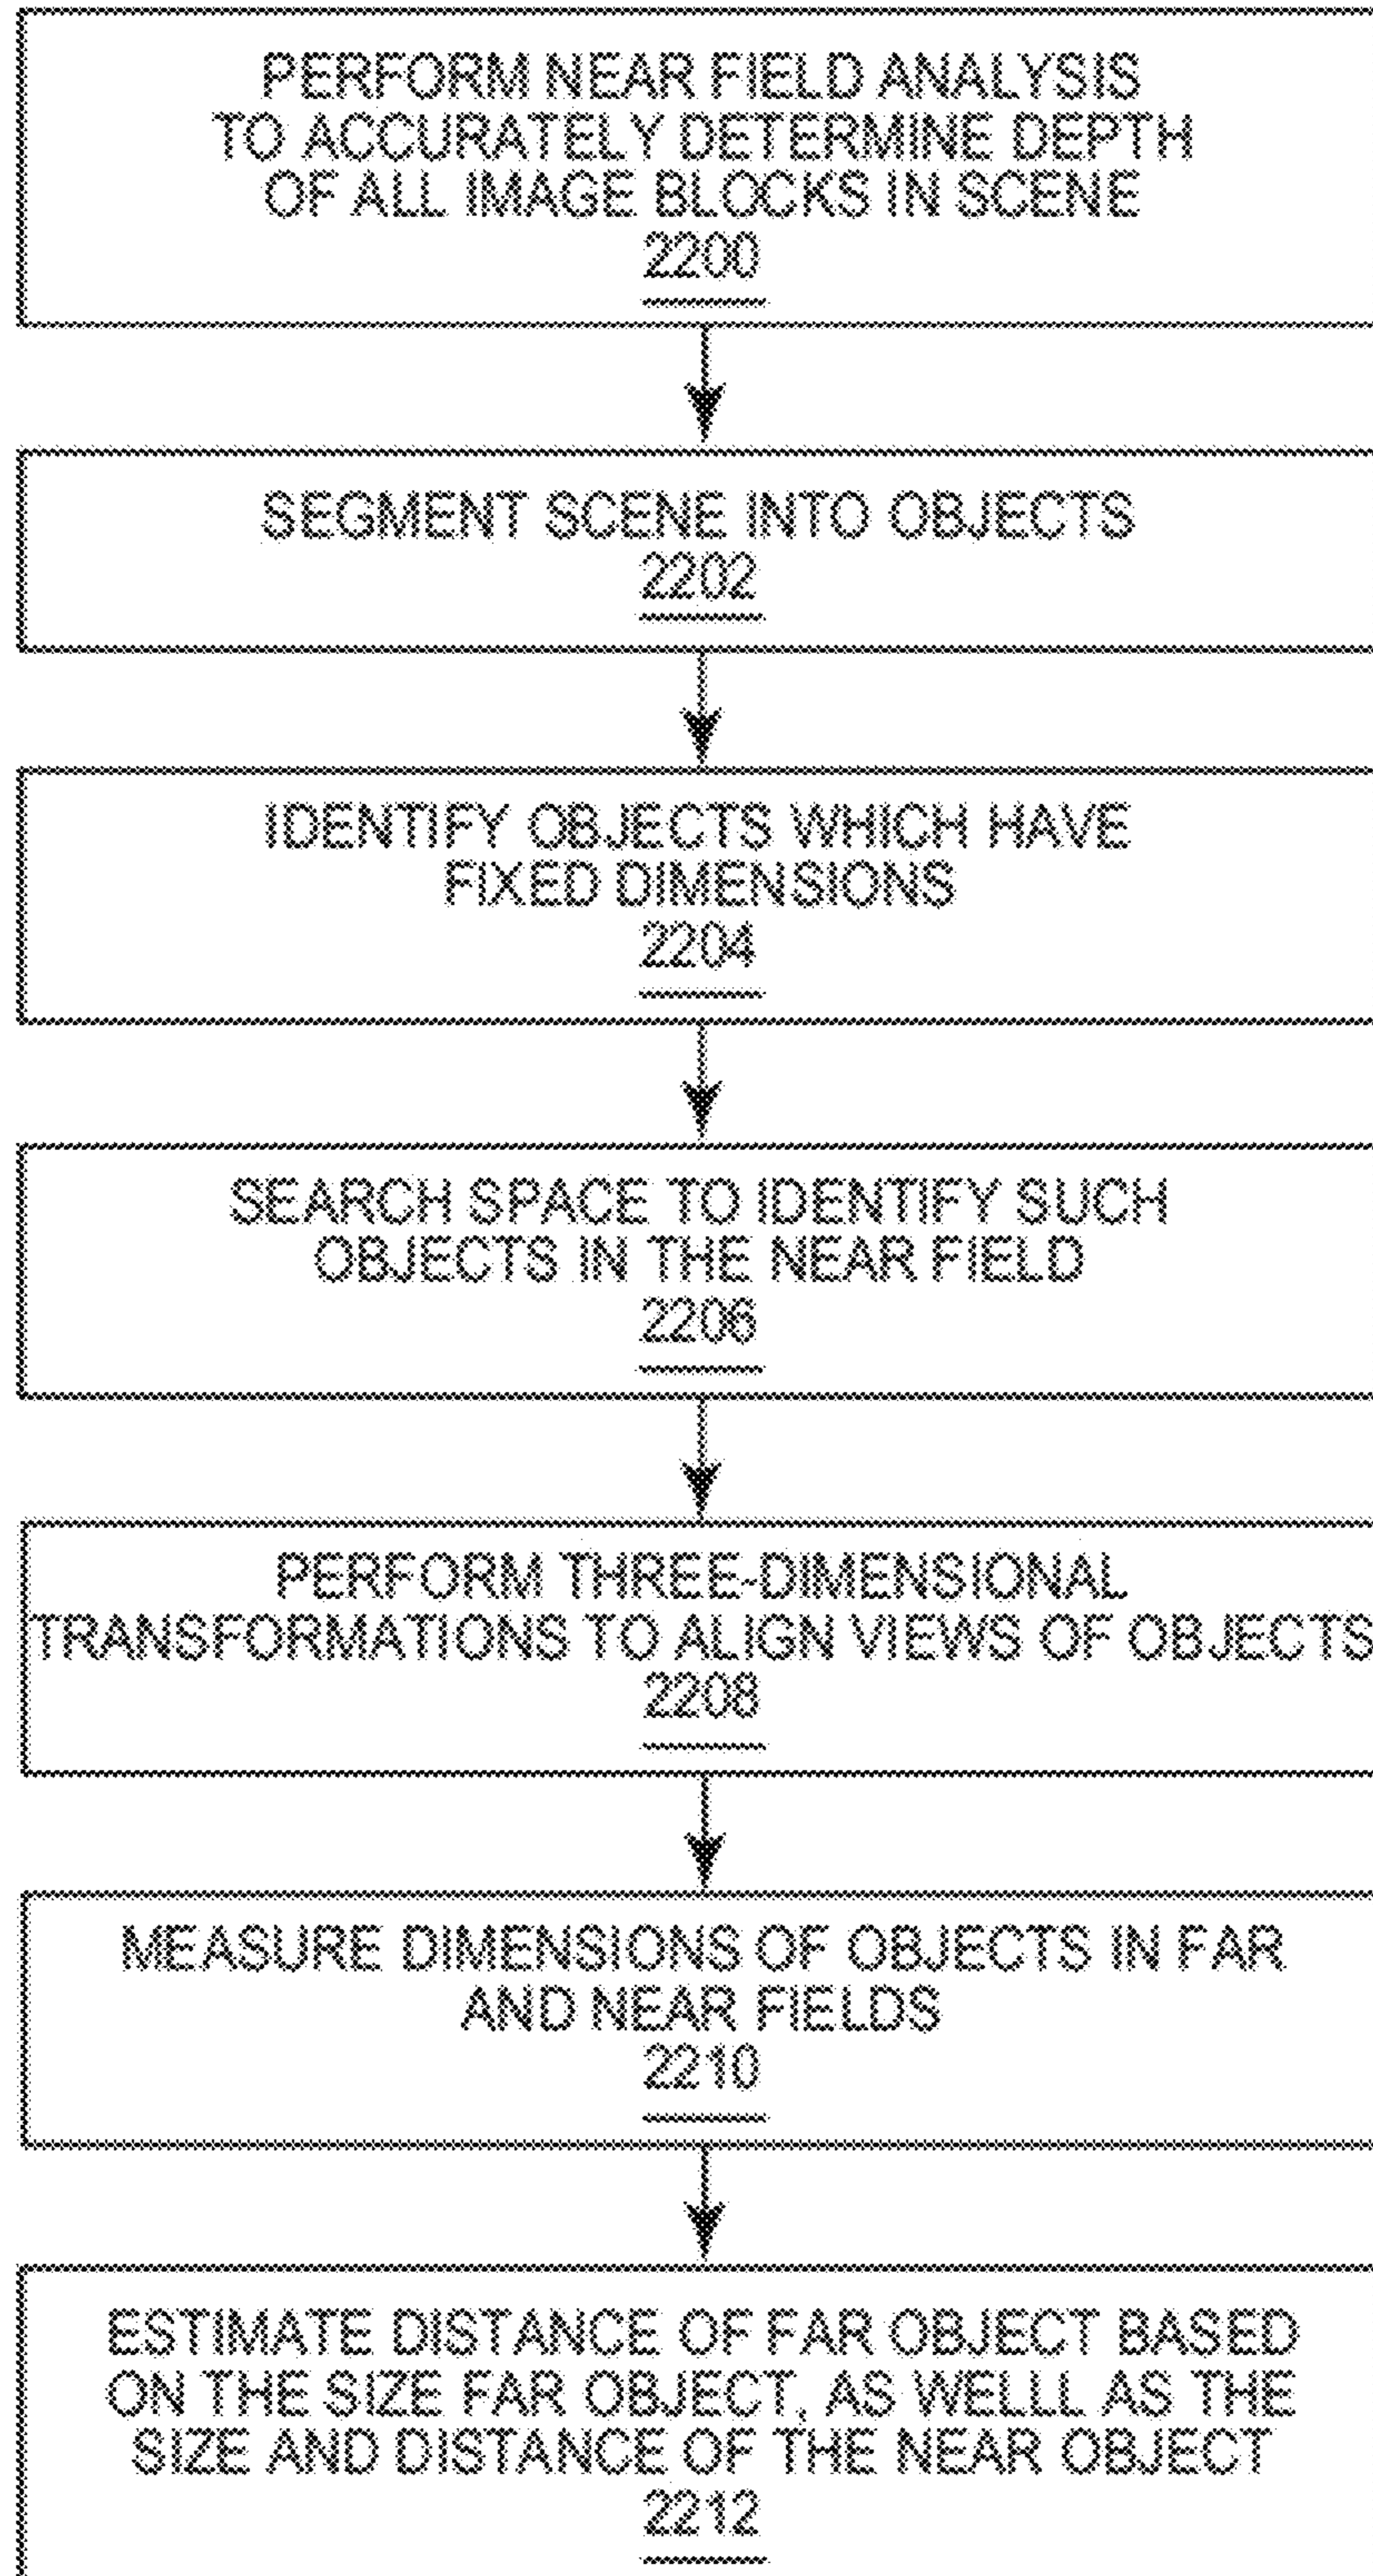 PERFORM NEAR FIELD ANALYSIS
TO ACCURATELY DETERMINE DEPTH
OF ALL IMAGE BLOCKS IN SCENE
2200
SEGMENT SCENE INTO OBJECTS
2202
IDENTIFY OBJECTS WHICH HAVE
FIXED DIMENSIONS
2204
SEARCH SPACE TO IDENTIFY SUCH
OBJECTS IN THE NEAR FIELD
2206
PERFORM THREE-DIMENSIONAL
TRANSFORMATIONS TO ALIGN VIEWS OF OBJECTS
2208
MEASURE DIMENSIONS OF OBJECTS IN FAR
AND NEAR FIELDS
2210
ESTIMATE DISTANCE OF FAR OBJECT BASED
ON THE SIZE FAR OBJECT, AS WELLL AS THE
SIZE AND DISTANCE OF THE NEAR OBJECT
2212